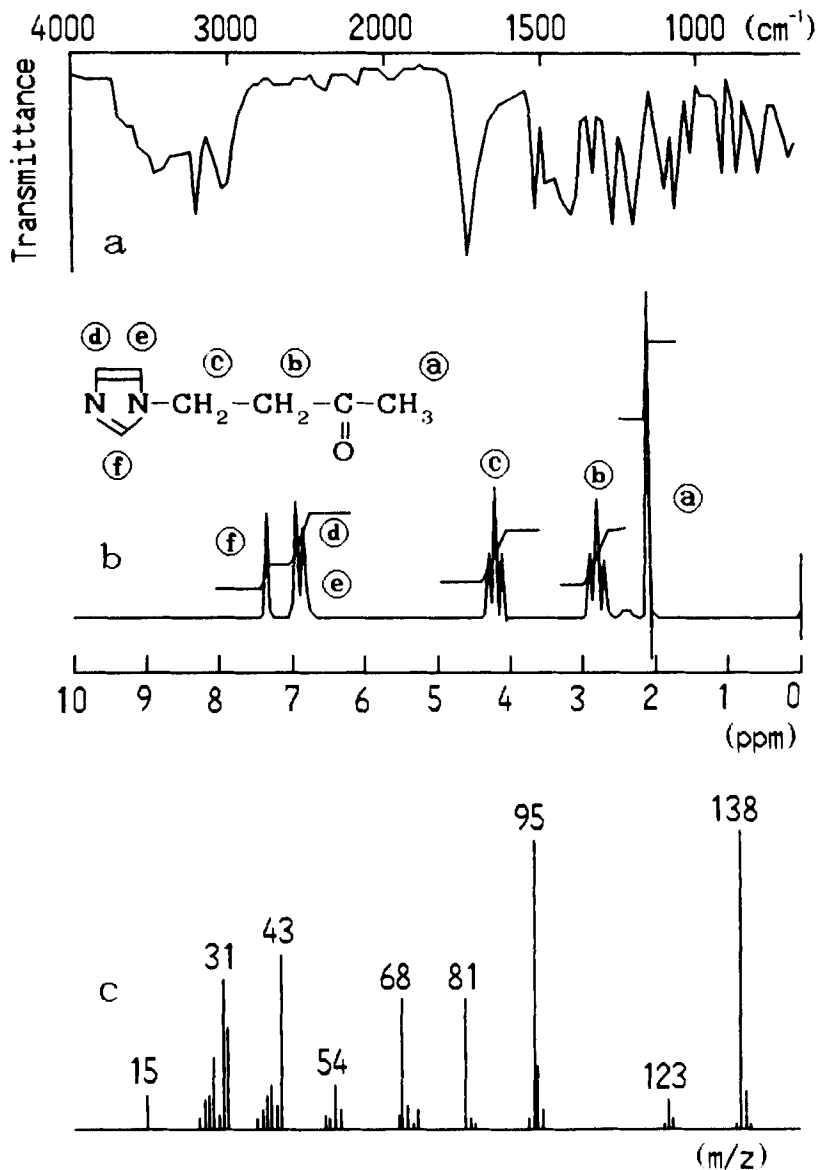 4000 3000 2000 1500 1000 (cm⁻¹)
Transmittance
a
d e c b a
N N-CH₂-CH₂-C-CH₃
O
f
c b
a
f d
b
e
10 9 8 7 6 5 4 3 2 1 0
(ppm)
138
95
43
31
c
68 81
54
15 123
(m/z)